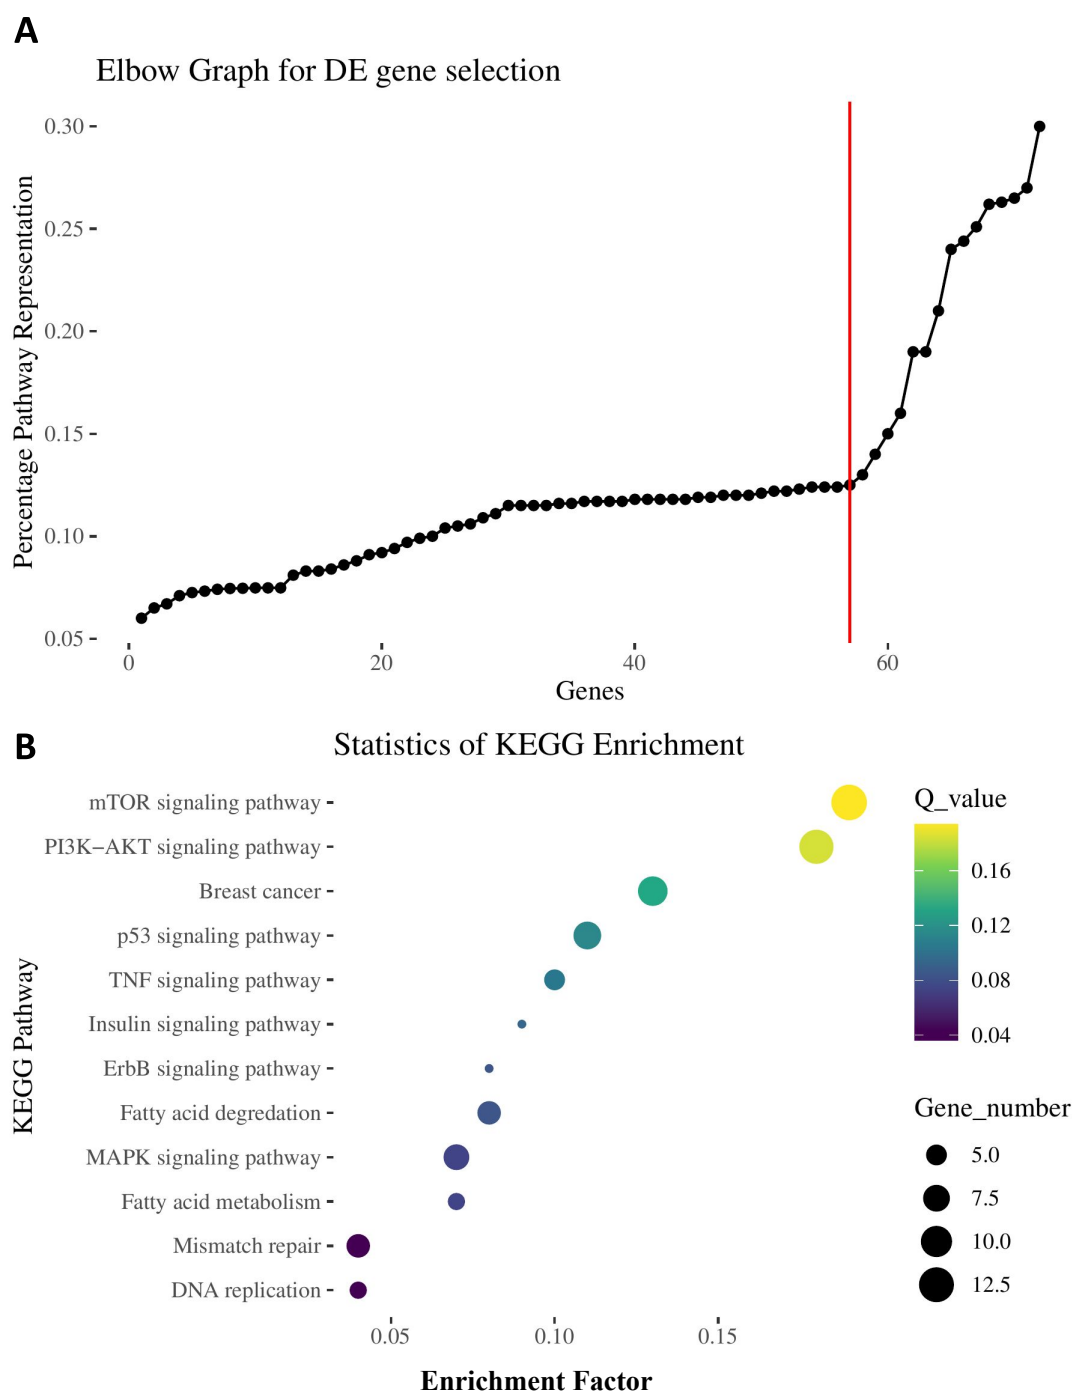 A
Elbow Graph for DE gene selection
Percentage Pathway Representation
0.30
0.25
0.20
0.15
0.10
0.05
0 20 40 60
Genes
B
Statistics of KEGG Enrichment
KEGG Pathway
mTOR signaling pathway
PI3K−AKT signaling pathway
Breast cancer
p53 signaling pathway
TNF signaling pathway
Insulin signaling pathway
ErbB signaling pathway
Fatty acid degredation
MAPK signaling pathway
Fatty acid metabolism
Mismatch repair
DNA replication
0.05 0.10 0.15
Enrichment Factor
Q_value
0.16
0.12
0.08
0.04
Gene_number
5.0
7.5
10.0
12.5